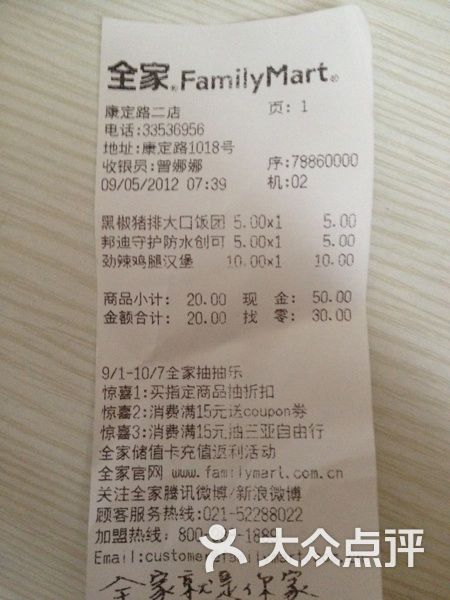 全家®FamilyMart®
康定路二店 页: 1
电话:33536956
地址:康定路1018号
收银员:曾娜娜 序:78860000
09/05/2012 07:39 机:02
黑椒猪排大口饭团 5.00x1 5.00
邦迪守护防水创可 5.00x1 5.00
劲辣鸡腿汉堡 10.00x1 10.00
商品小计: 20.00 现 金: 50.00
金额合计: 20.00 找 零: 30.00
9/1-10/7全家抽抽乐
惊喜1:买指定商品抽折扣
惊喜2:消费满15元送coupon券
惊喜3:消费满15元抽三亚自由行
全家储值卡充值返利活动
全家官网 www.familymart.com.cn
关注全家腾讯微博/新浪微博
顾客服务热线:021-52288022
加盟热线: 800-
Email:customer@familymart
全家就是你家
大众点评